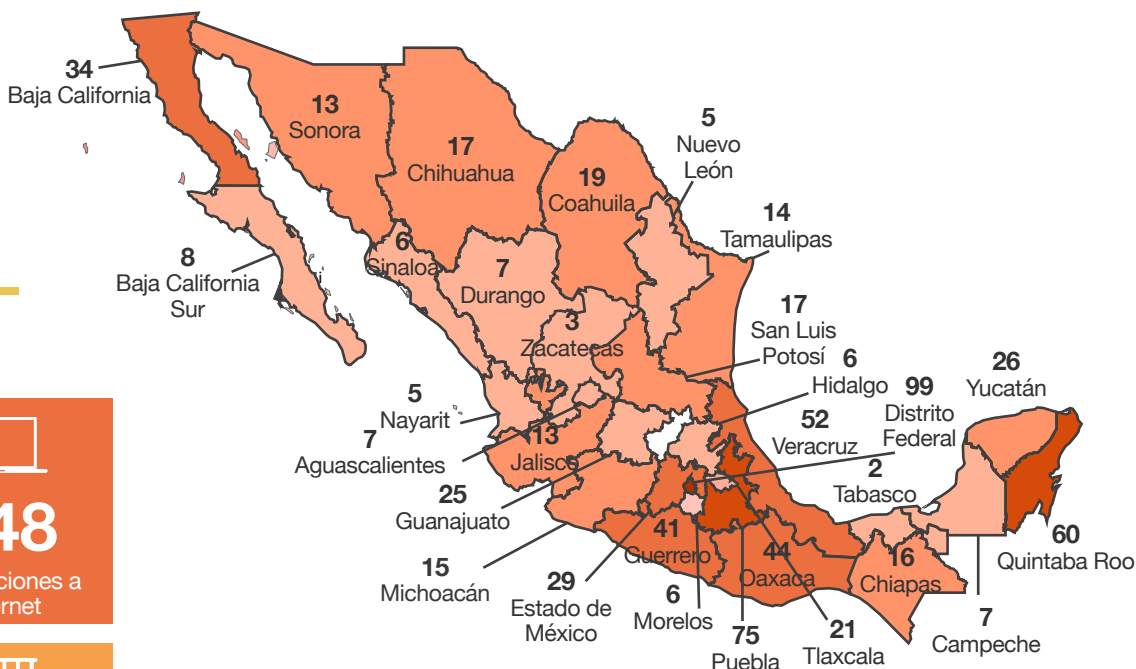 34
Baja California
13
Sonora
17
Chihuahua
19
Coahuila
5
Nuevo
León
14
Tamaulipas
8
Baja California
Sur
6
Sinaloa
7
Durango
3
Zacatecas
17
San Luis
Potosí
6
Hidalgo
99
Distrito
Federal
26
Yucatán
5
Nayarit
7
Aguascalientes
13
Jalisco
52
Veracruz
2
Tabasco
25
Guanajuato
15
Michoacán
41
Guerrero
44
Oaxaca
16
Chiapas
60
Quintaba Roo
29
Estado de
México
6
Morelos
75
Puebla
21
Tlaxcala
7
Campeche
48
ciones a